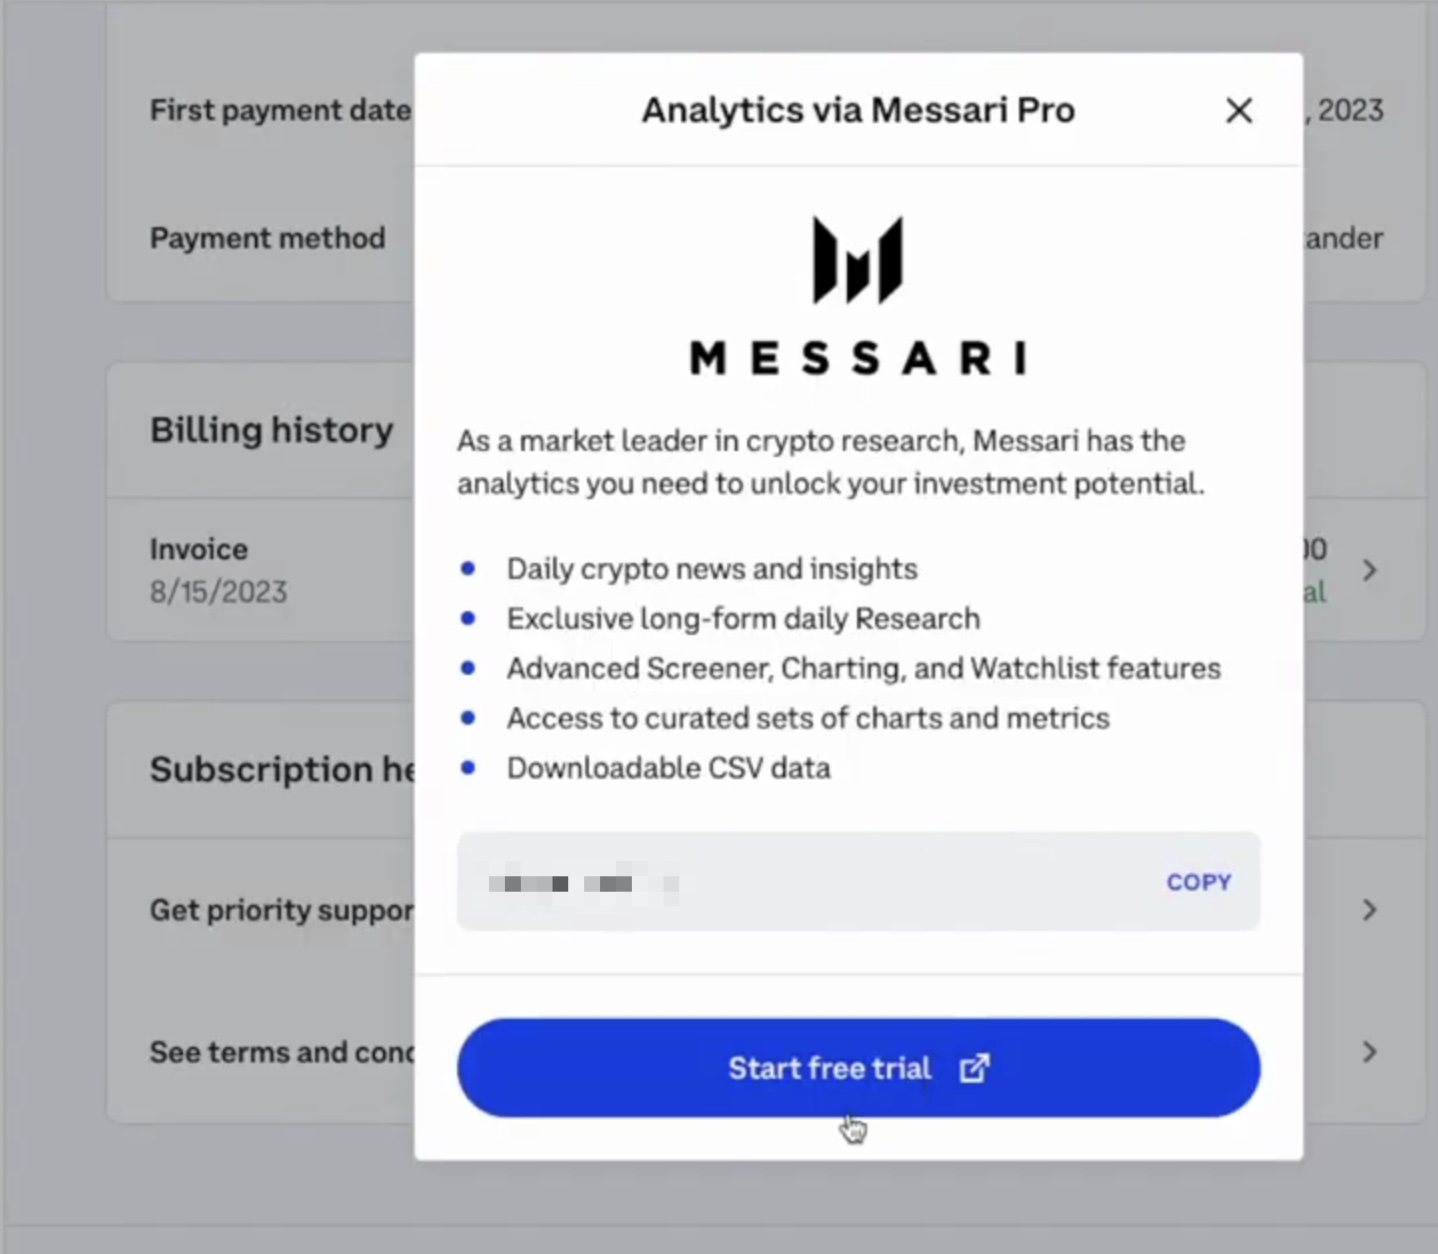 First payment date
, 2023
Payment method
ander
Billing history
Invoice
8/15/2023
00
al
Subscription he
Get priority suppor
See terms and conc
Analytics via Messari Pro
MESSARI
As a market leader in crypto research, Messari has the
analytics you need to unlock your investment potential.
Daily crypto news and insights
Exclusive long-form daily Research
Advanced Screener, Charting, and Watchlist features
Access to curated sets of charts and metrics
Downloadable CSV data
COPY
Start free trial